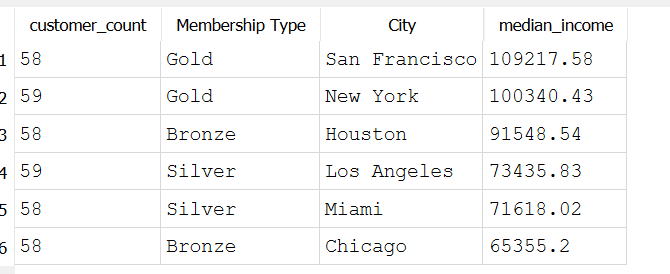 customer_count Membership Type City median_income
1 58 Gold San Francisco 109217.58
2 59 Gold New York 100340.43
3 58 Bronze Houston 91548.54
4 59 Silver Los Angeles 73435.83
5 58 Silver Miami 71618.02
6 58 Bronze Chicago 65355.2